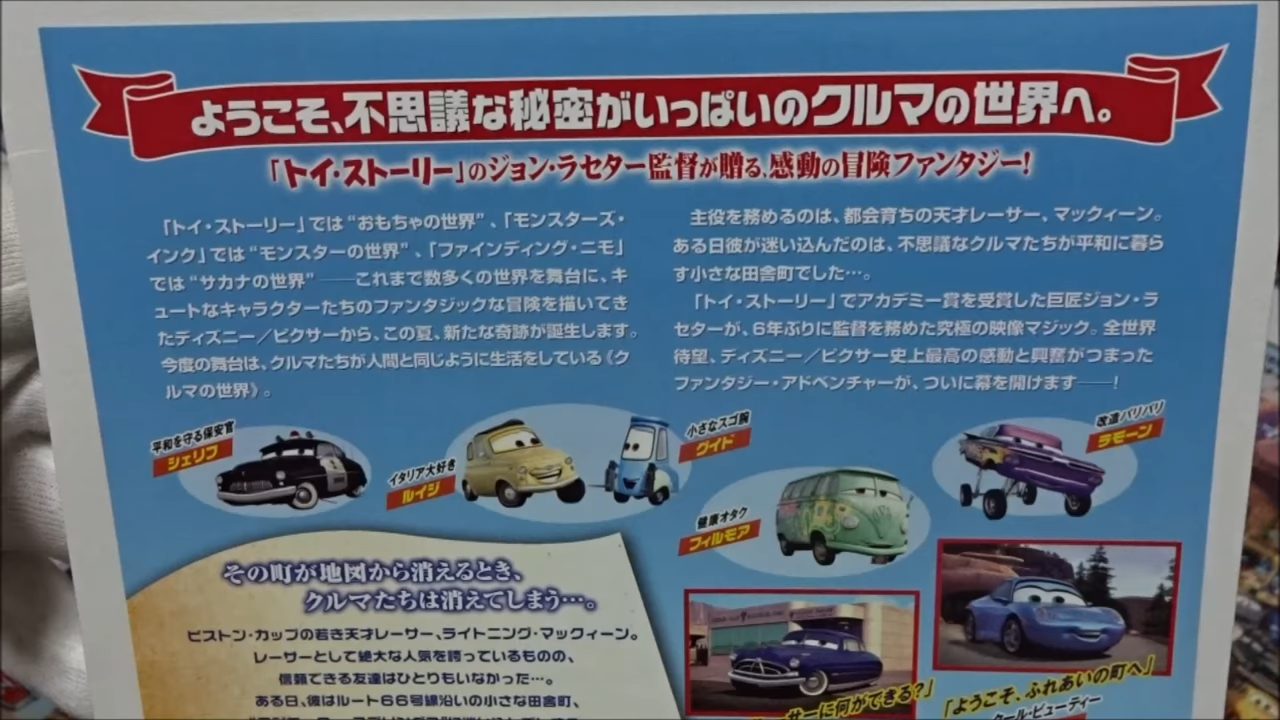 ようこそ、不思議な秘密がいっぱいのクルマの世界へ。
「トイ・ストーリー」のジョン・ラセター監督が贈る、感動の冒険ファンタジー!
「トイ・ストーリー」では“おもちゃの世界”、「モンスターズ・
インク」では“モンスターの世界”、「ファインディング・ニモ」
では“サカナの世界”──これまで数多くの世界を舞台に、キ
ュートなキャラクターたちのファンタジックな冒険を描いてき
たディズニー/ピクサーから、この夏、新たな奇跡が誕生します。
今度の舞台は、クルマたちが人間と同じように生活をしている《ク
ルマの世界》。
主役を務めるのは、都会育ちの天才レーサー、マックィーン。
ある日彼が迷い込んだのは、不思議なクルマたちが平和に暮ら
す小さな田舎町でした…。
「トイ・ストーリー」でアカデミー賞を受賞した巨匠ジョン・ラ
セターが、6年ぶりに監督を務めた究極の映像マジック。全世界
待望、ディズニー/ピクサー史上最高の感動と興奮がつまった
ファンタジー・アドベンチャーが、ついに幕を開けます──!
平和を守る保安官
シェリフ
イタリア大好き
ルイジ
小さなスゴ腕
グイド
健康オタク
フィルモア
改造バリバリ
ラモーン
その町が地図から消えるとき、
クルマたちは消えてしまう…。
ピストン・カップの若き天才レーサー、ライトニング・マックィーン。
レーサーとして絶大な人気を誇っているものの、
信頼できる友達はひとりもいなかった…。
ある日、彼はルート66号線沿いの小さな田舎町、
ーサーに何ができる?」
「ようこそ、ふれあいの町へ」
クール・ビューティー